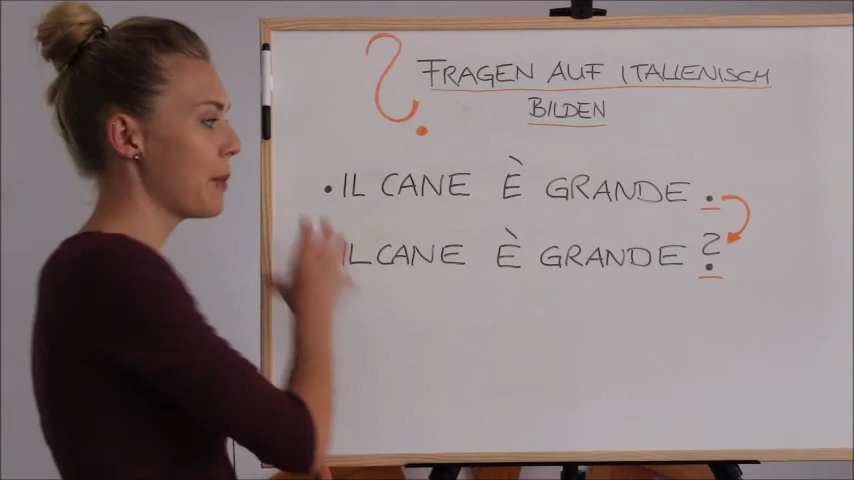 ? FRAGEN AUF ITALIENISCH
BILDEN
• IL CANE È GRANDE.
IL CANE È GRANDE?